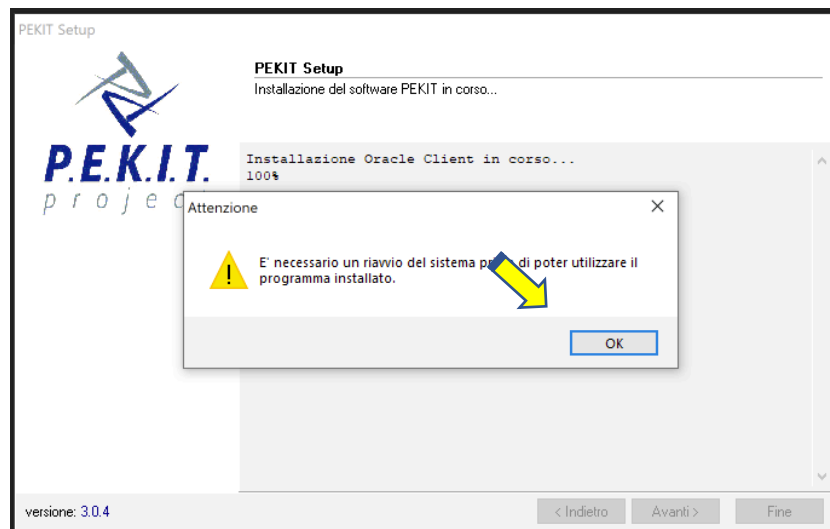 PEKIT Setup
PEKIT Setup
Installazione del software PEKIT in corso...
P.E.K.I.T.
Installazione Oracle Client in corso...
100%
Attenzione
E' necessario un riavvio del sistema di poter utilizzare il
programma installato.
OK
versione: 3.0.4
< Indietro
Avanti >
Fine